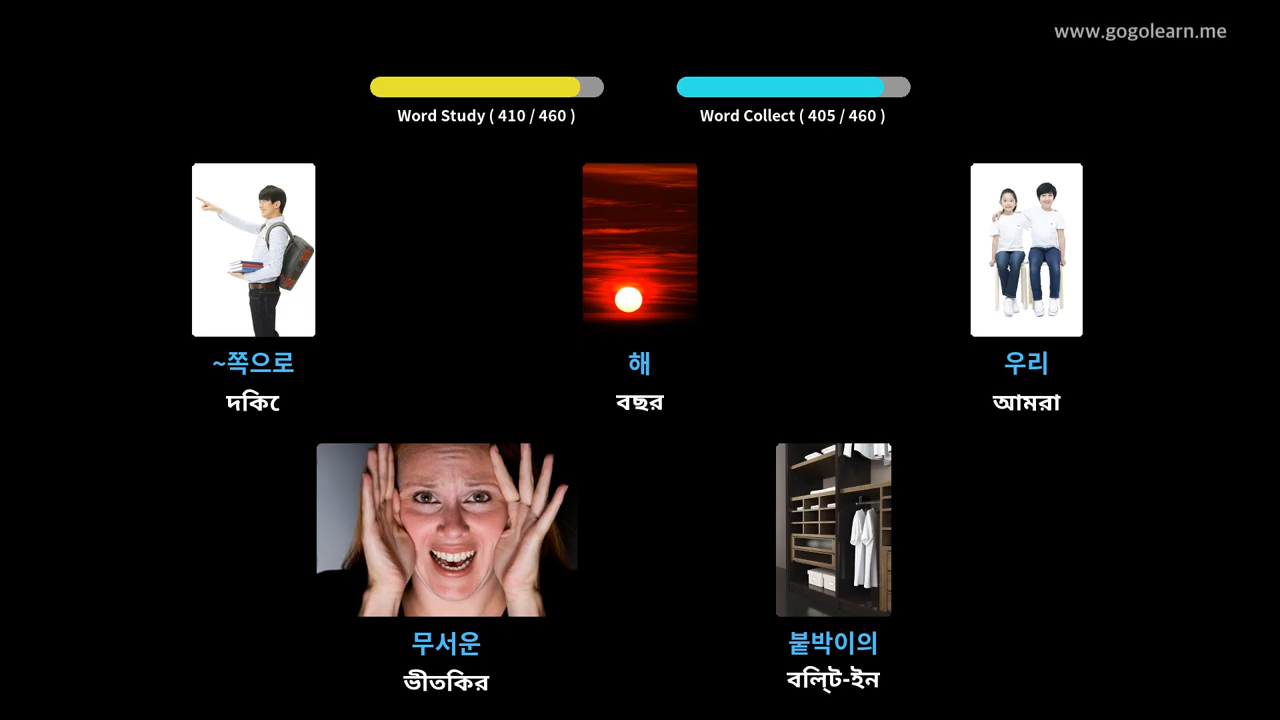 www.gogolearn.me
Word Study ( 410 / 460 )
Word Collect ( 405 / 460 )
~쪽으로
해
우리
দিকে
বছর
আমরা
무서운
붙박이의
ভীতিকর
বিল্ট-ইন